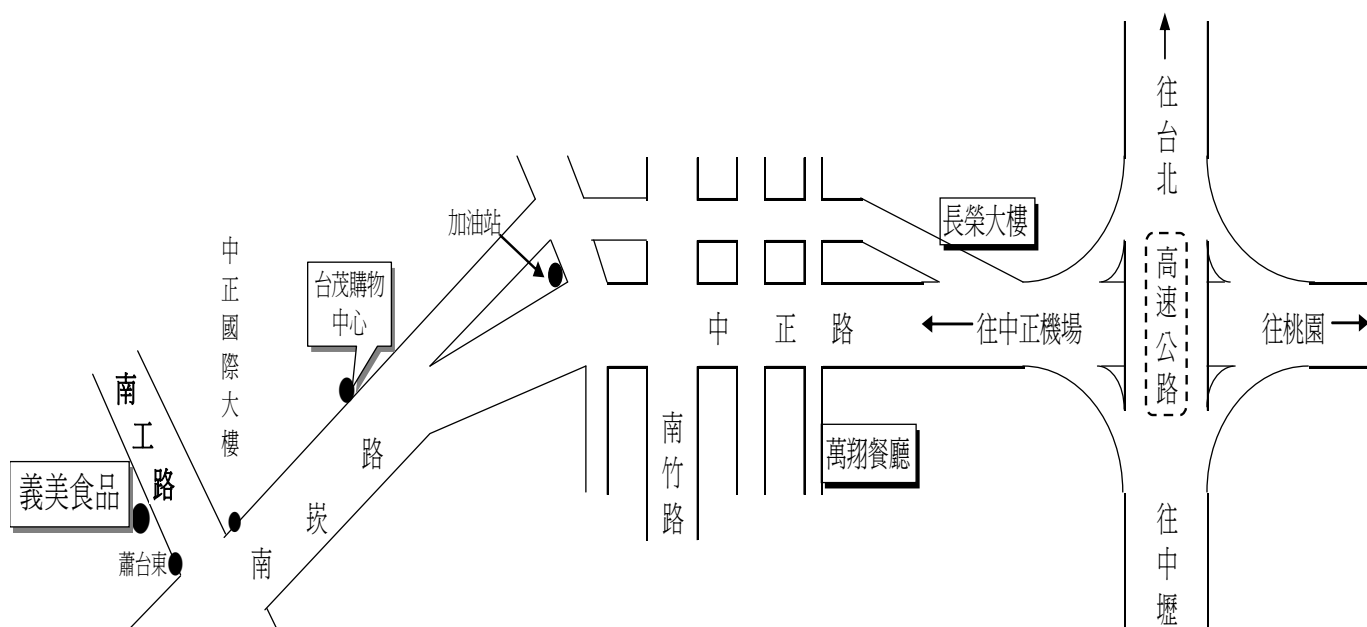 往台北
高速公路
往桃園
往中壢
長榮大樓
往中正機場
中正路
萬翔餐廳
南竹路
加油站
台茂購物
中心
中正國際大樓
南崁路
南工路
義美食品
蕭台東